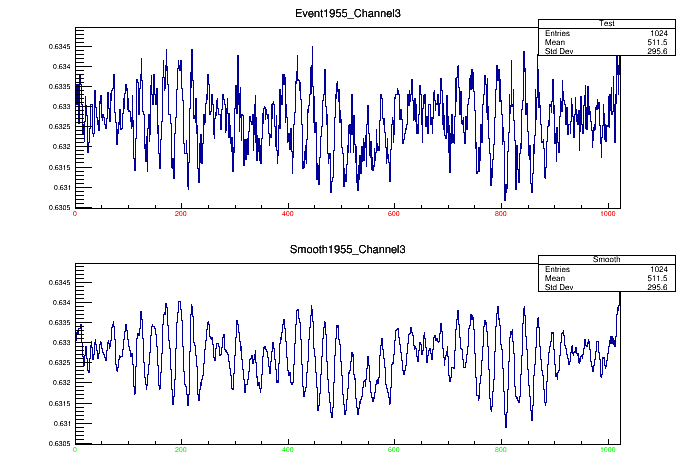 Event1955_Channel3
Test
Entries 1024
Mean 511.5
Std Dev 295.6
0.6345
0.634
0.6335
0.633
0.6325
0.632
0.6315
0.631
0.6305
0 200 400 600 800 1000
Smooth1955_Channel3
Smooth
Entries 1024
Mean 511.5
Std Dev 295.6
0.6345
0.634
0.6335
0.633
0.6325
0.632
0.6315
0.631
0.6305
0 200 400 600 800 1000